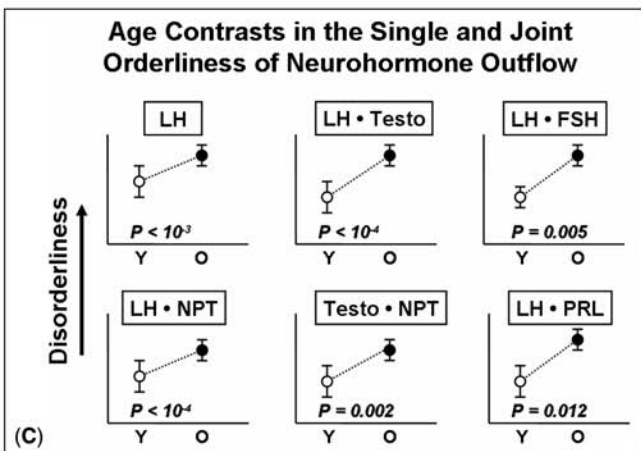 Age Contrasts in the Single and Joint
Orderliness of Neurohormone Outflow
Disorderliness
LH
P < 10-3
Y O
LH • Testo
P < 10-4
Y O
LH • FSH
P = 0.005
Y O
LH • NPT
P < 10-4
Y O
Testo • NPT
P = 0.002
Y O
LH • PRL
P = 0.012
Y O
(C)